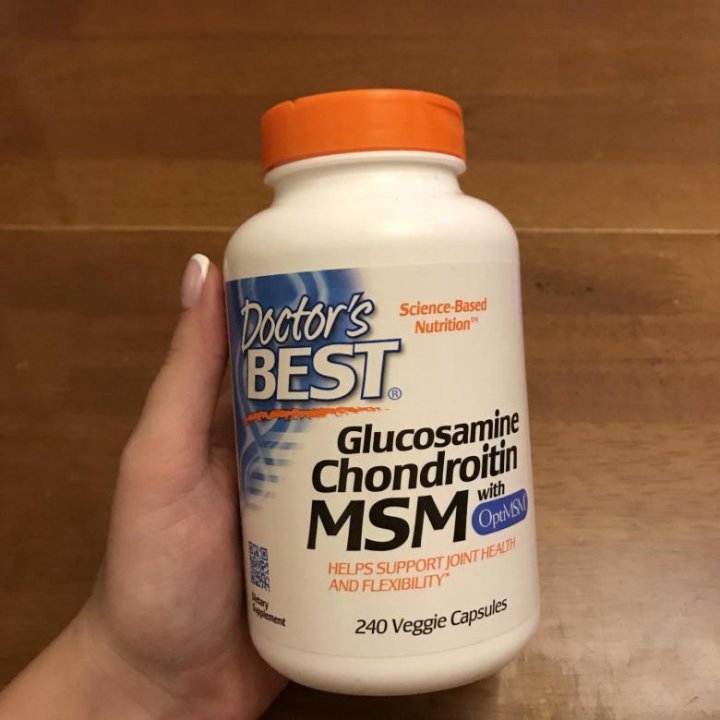 Doctor's
BEST®
Science-Based
Nutrition™
Glucosamine
Chondroitin
MSM with OptiMSM
HELPS SUPPORT JOINT HEALTH
AND FLEXIBILITY*
Dietary
Supplement
240 Veggie Capsules